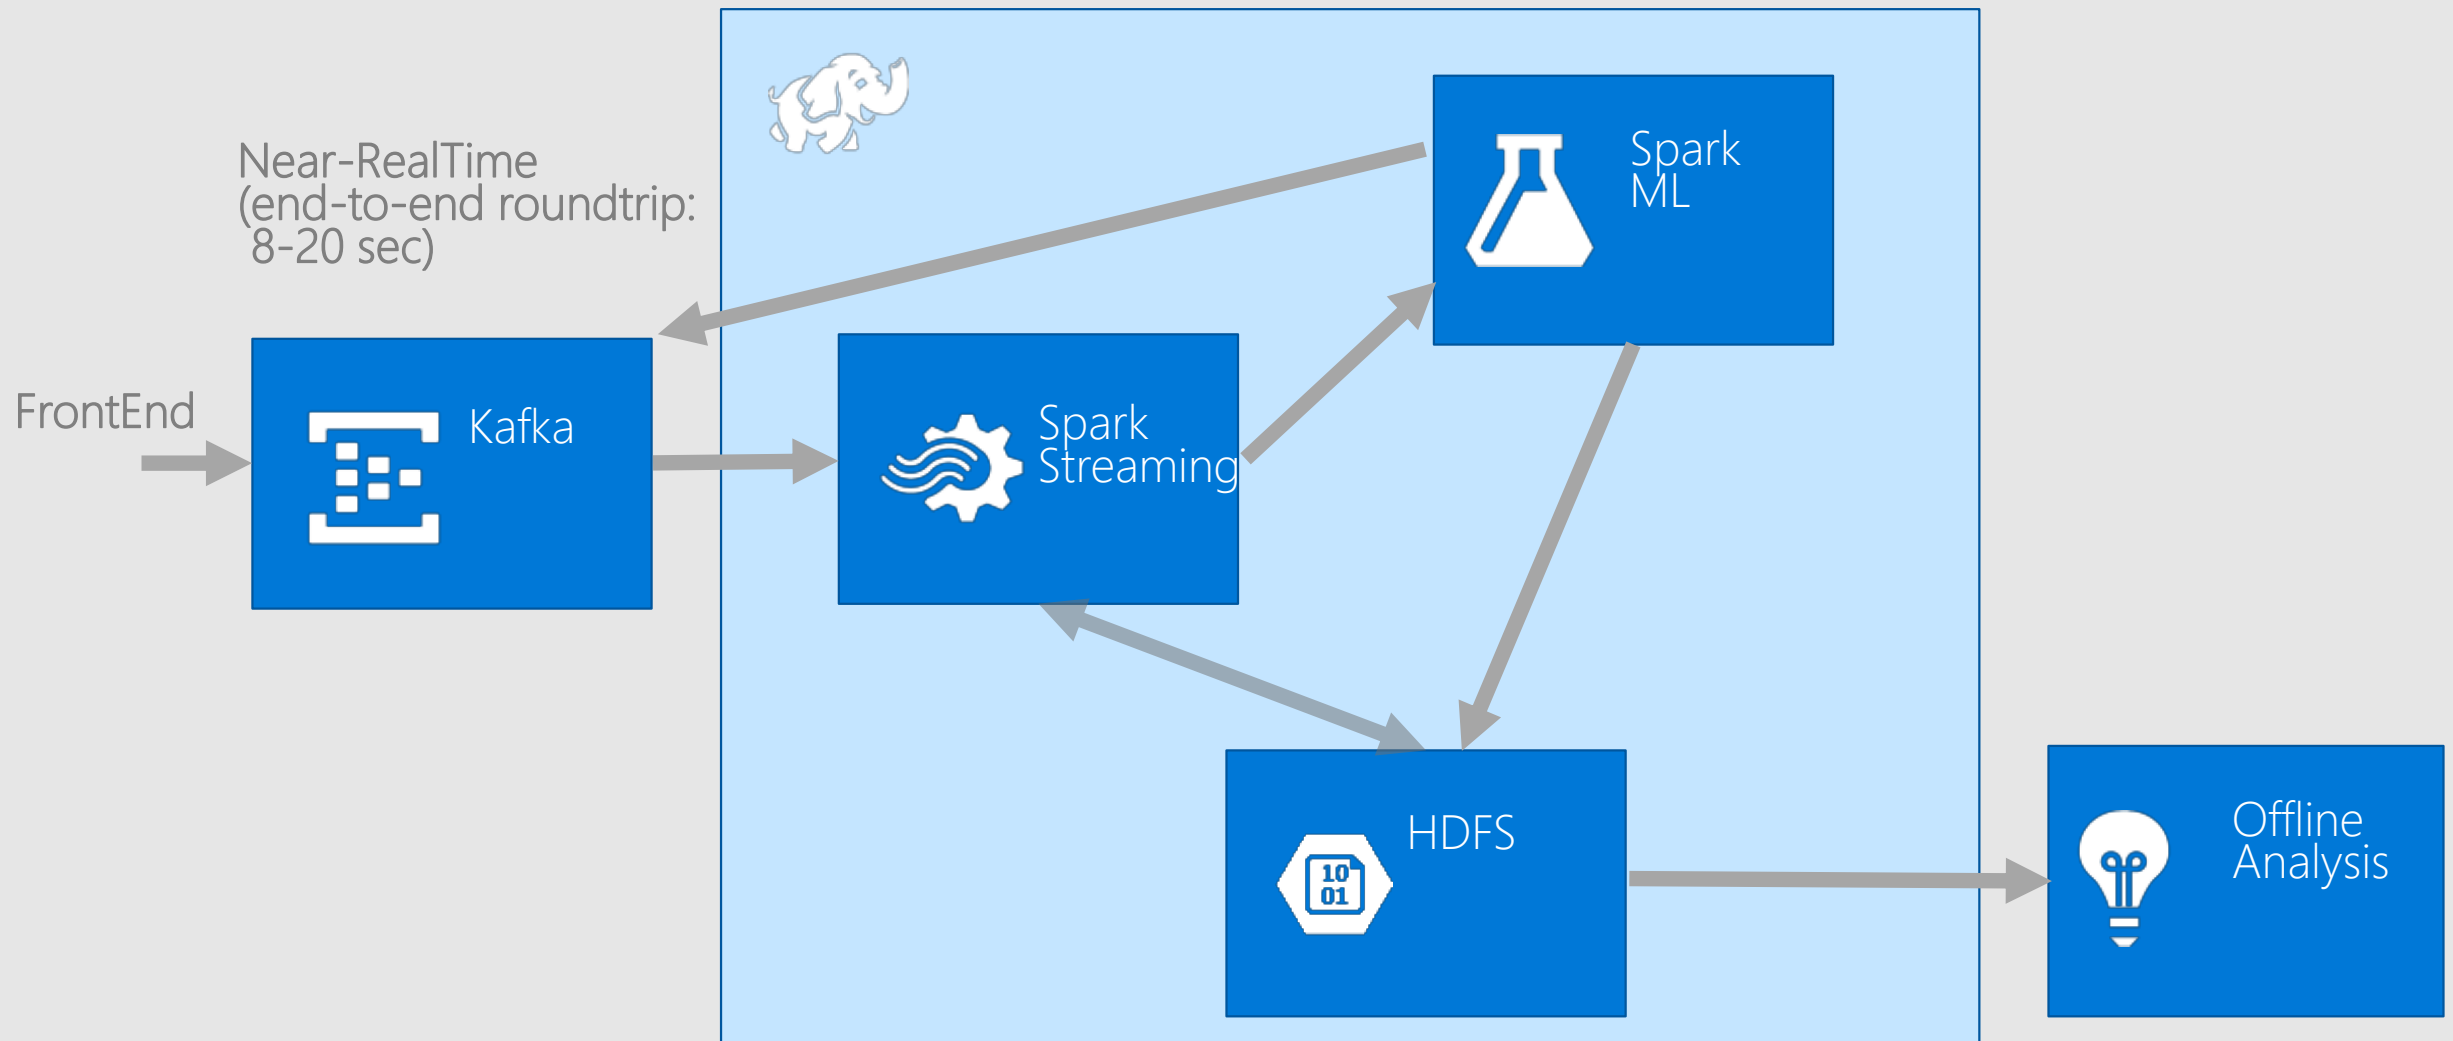 Near-RealTime
(end-to-end roundtrip:
8-20 sec)
FrontEnd
Kafka
Spark
Streaming
Spark
ML
HDFS
10
01
Offline
Analysis